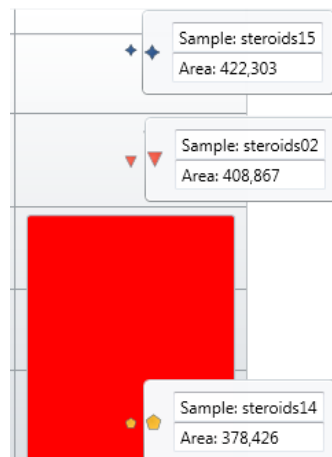 Sample: steroids15
Area: 422,303
Sample: steroids02
Area: 408,867
Sample: steroids14
Area: 378,426